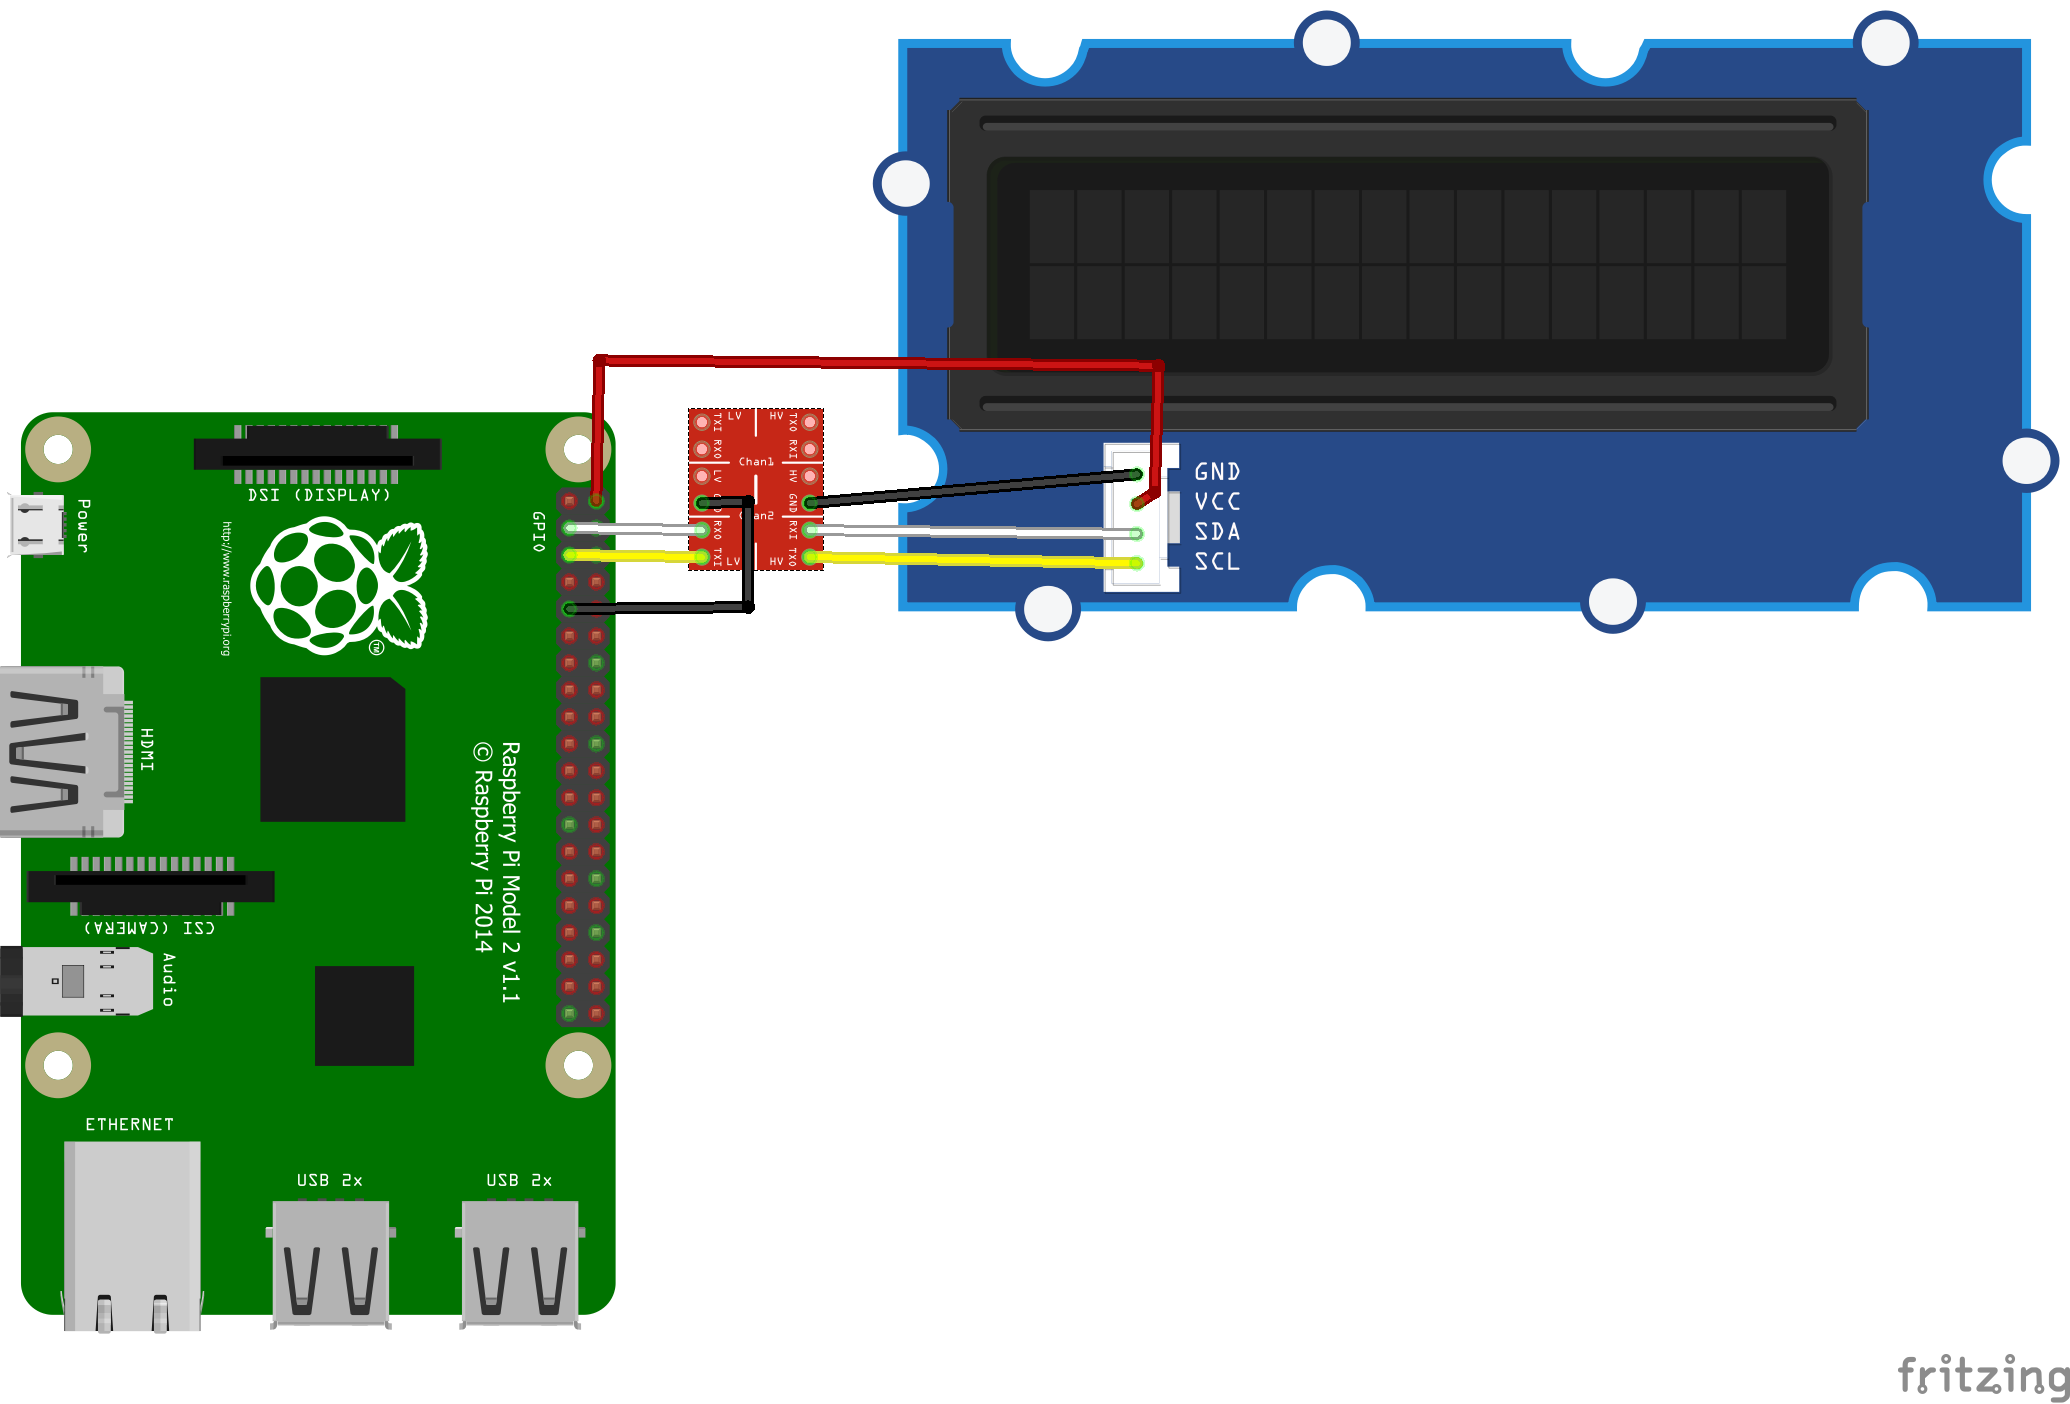 GND
VCC
SDA
SCL
LV
HV
TXI
TXO
RXO
RXI
Chan1
LV
HV
GND
RXO
RXI
TXI
TXO
LV
HV
DSI (DISPLAY)
Power
GPIO
http://www.raspberrypi.org
TM
HDMI
Raspberry Pi Model 2 v1.1
© Raspberry Pi 2014
CSI (CAMERA)
Audio
ETHERNET
USB 2x
USB 2x
fritzing